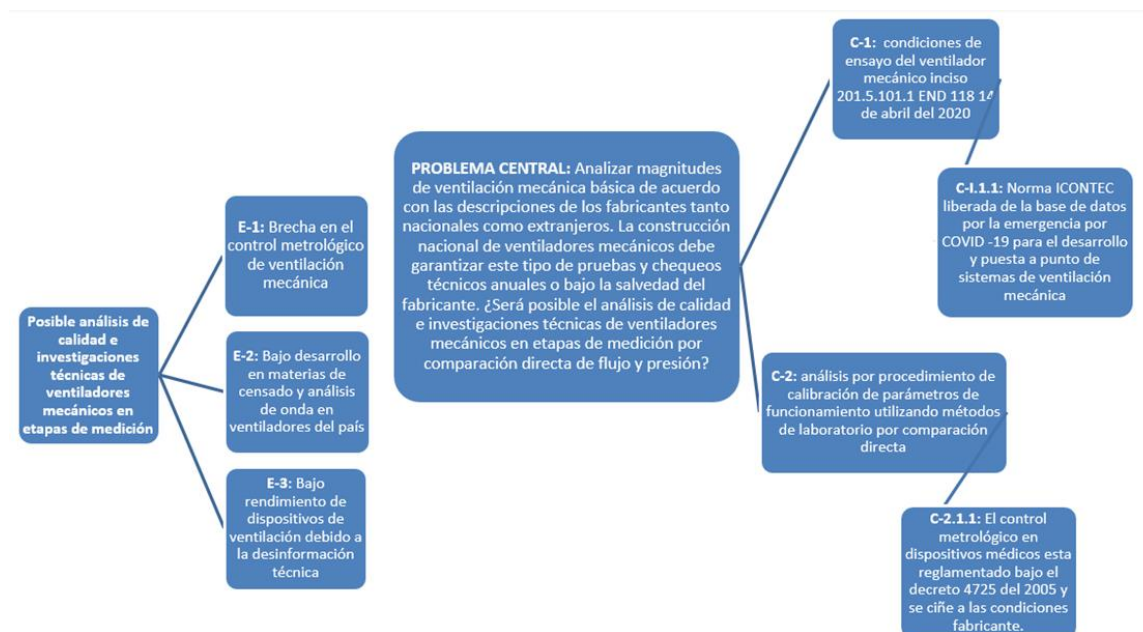 Posible análisis de
calidad e
investigaciones
técnicas de
ventiladores
mecánicos en
etapas de medición
E-1: Brecha en el
control metrológico
de ventilación
mecánica
E-2: Bajo desarrollo
en materias de
censado y análisis
de onda en
ventiladores del país
E-3: Bajo
rendimiento de
dispositivos de
ventilación debido a
la desinformación
técnica
PROBLEMA CENTRAL: Analizar magnitudes
de ventilación mecánica básica de acuerdo
con las descripciones de los fabricantes tanto
nacionales como extranjeros. La construcción
nacional de ventiladores mecánicos debe
garantizar este tipo de pruebas y chequeos
técnicos anuales o bajo la salvedad del
fabricante. ¿Será posible el análisis de calidad
e investigaciones técnicas de ventiladores
mecánicos en etapas de medición por
comparación directa de flujo y presión?
C-1: condiciones de
ensayo del ventilador
mecánico inciso
201.5.101.1 END 118 14
de abril del 2020
C-I.1.1: Norma ICONTEC
liberada de la base de datos
por la emergencia por
COVID -19 para el desarrollo
y puesta a punto de
sistemas de ventilación
mecánica
C-2: análisis por procedimiento de
calibración de parámetros de
funcionamiento utilizando métodos
de laboratorio por comparación
directa
C-2.1.1: El control
metrológico en
dispositivos médicos esta
reglamentado bajo el
decreto 4725 del 2005 y
se ciñe a las condiciones
fabricante.